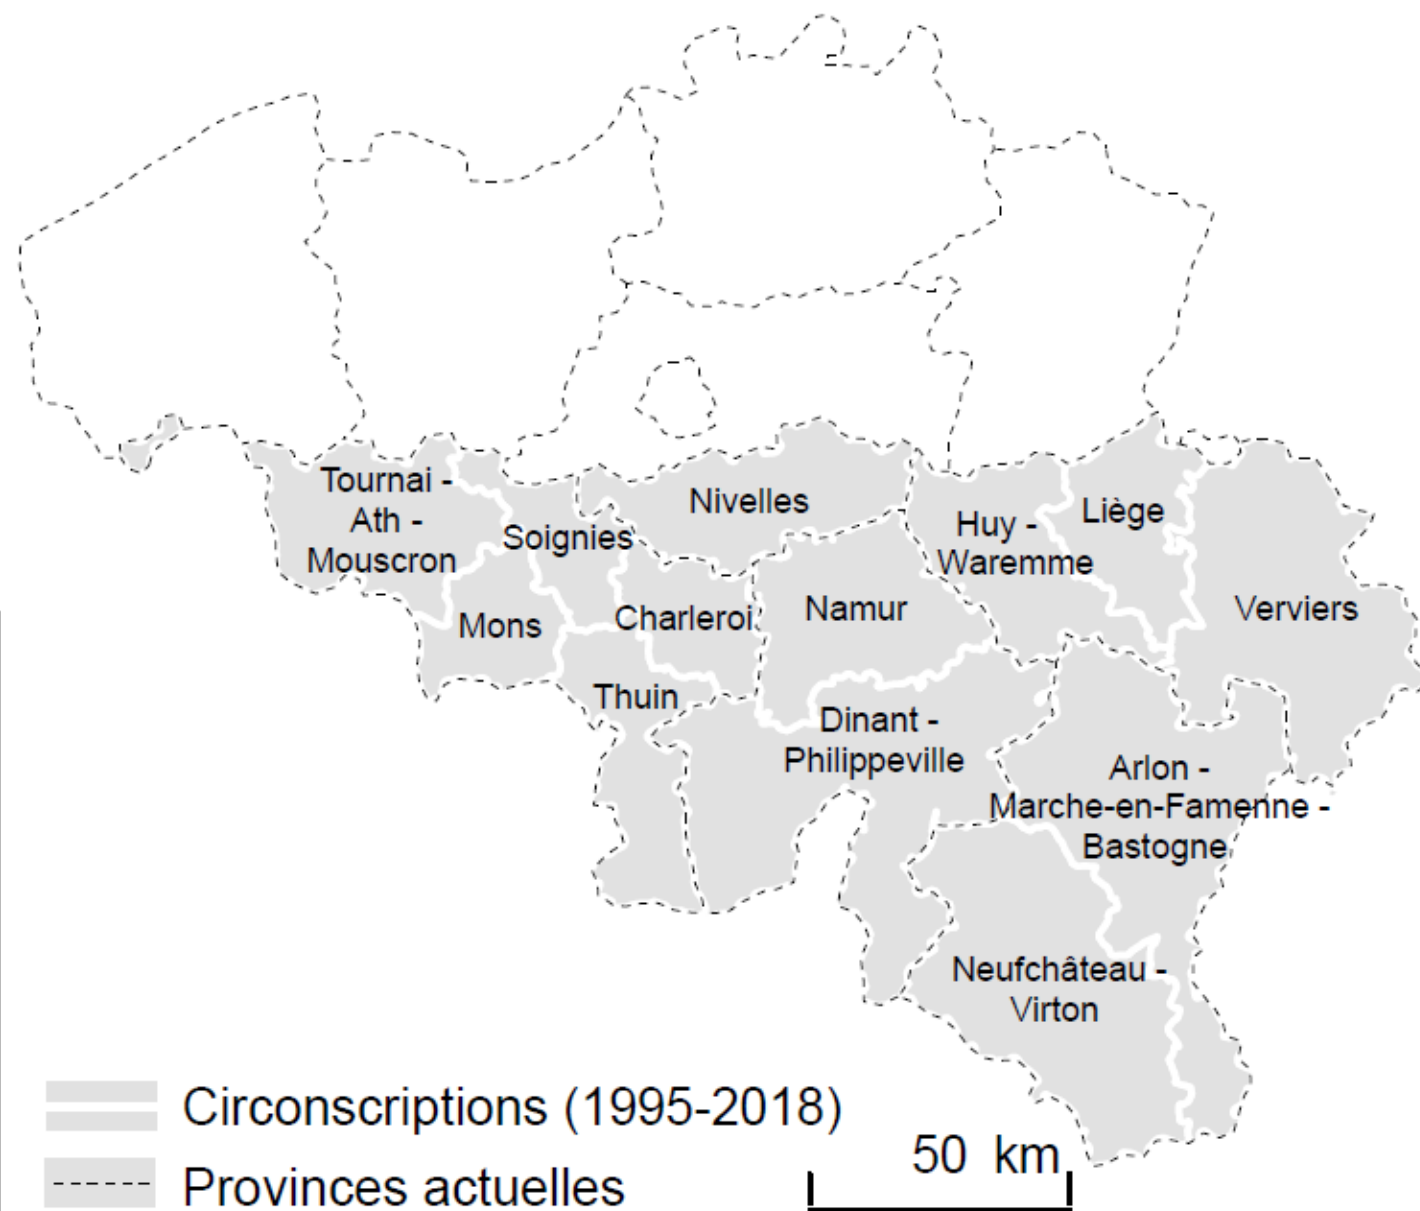 Tournai -
Ath -
Mouscron
Soignies
Nivelles
Huy -
Waremme
Liège
Mons
Charleroi
Namur
Verviers
Thuin
Dinant -
Philippeville
Arlon -
Marche-en-Famenne -
Bastogne
Neufchâteau -
Virton
Circonscriptions (1995-2018)
50 km
Provinces actuelles